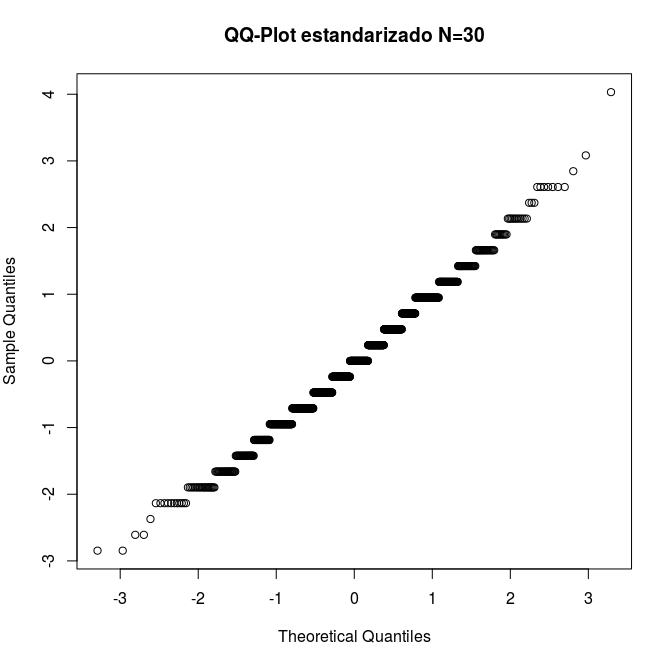 QQ-Plot estandarizado N=30
4
3
2
1
0
-1
-2
-3
Sample Quantiles
-3 -2 -1 0 1 2 3
Theoretical Quantiles